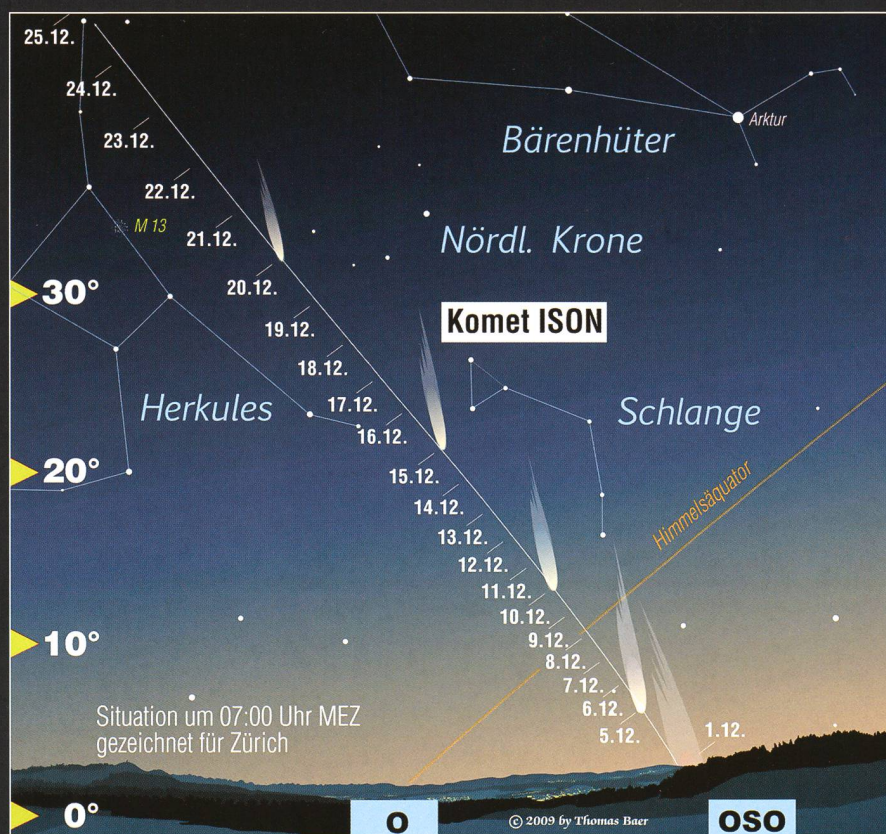 25.12.
24.12.
23.12.
22.12.
21.12.
20.12.
19.12.
18.12.
17.12.
16.12.
15.12.
14.12.
13.12.
12.12.
11.12.
10.12.
9.12.
8.12.
7.12.
6.12.
5.12.
1.12.
Arktur
Bärenhüter
M 13
Nördl. Krone
30°
Komet ISON
Herkules
Schlange
20°
Himmelsäquator
10°
Situation um 07:00 Uhr MEZ
gezeichnet für Zürich
0°
O
© 2009 by Thomas Baer
OSO